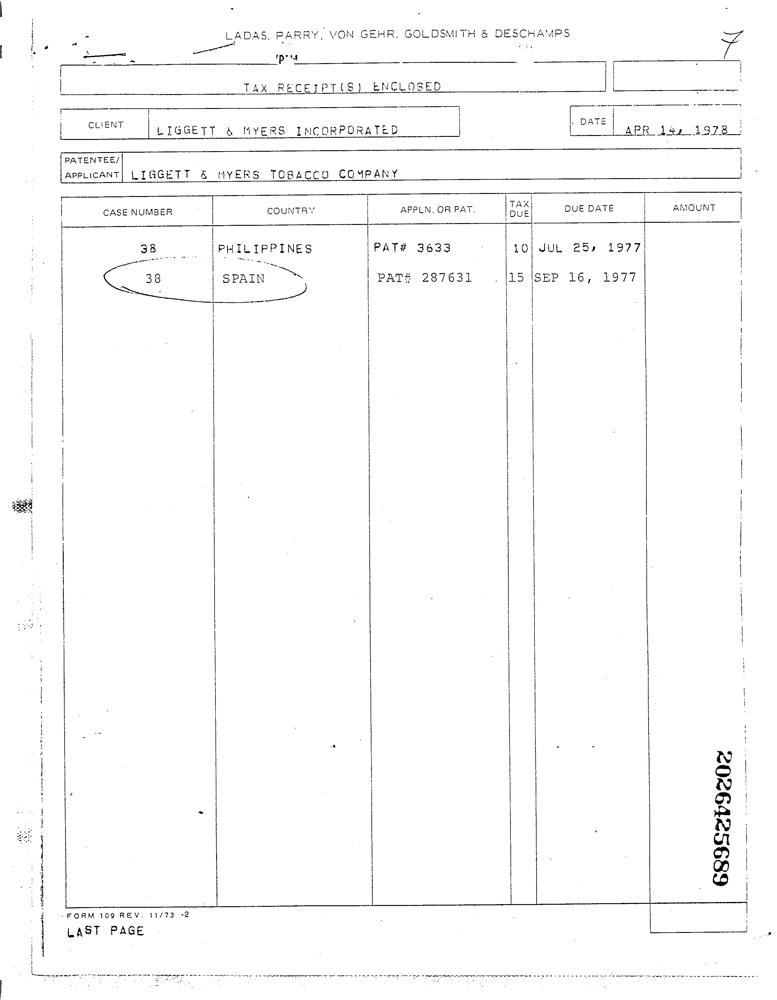 LADAS, PARRY, VON GEHR, GOLDSMITH & DESCHAMPS
7
TAX RECEIPT(S) ENCLOSED
CLIENT LIGGETT & MYERS INCORPORATED DATE APR 14, 1978
PATENTEE/
APPLICANT LIGGETT & MYERS TOBACCO COMPANY
CASE NUMBER COUNTRY APPLN. OR PAT. TAX DUE DUE DATE AMOUNT
38 PHILIPPINES PAT# 3633 10 JUL 25, 1977
38 SPAIN PAT# 287631 15 SEP 16, 1977
2026425689
FORM 109 REV. 11/73 -2
LAST PAGE